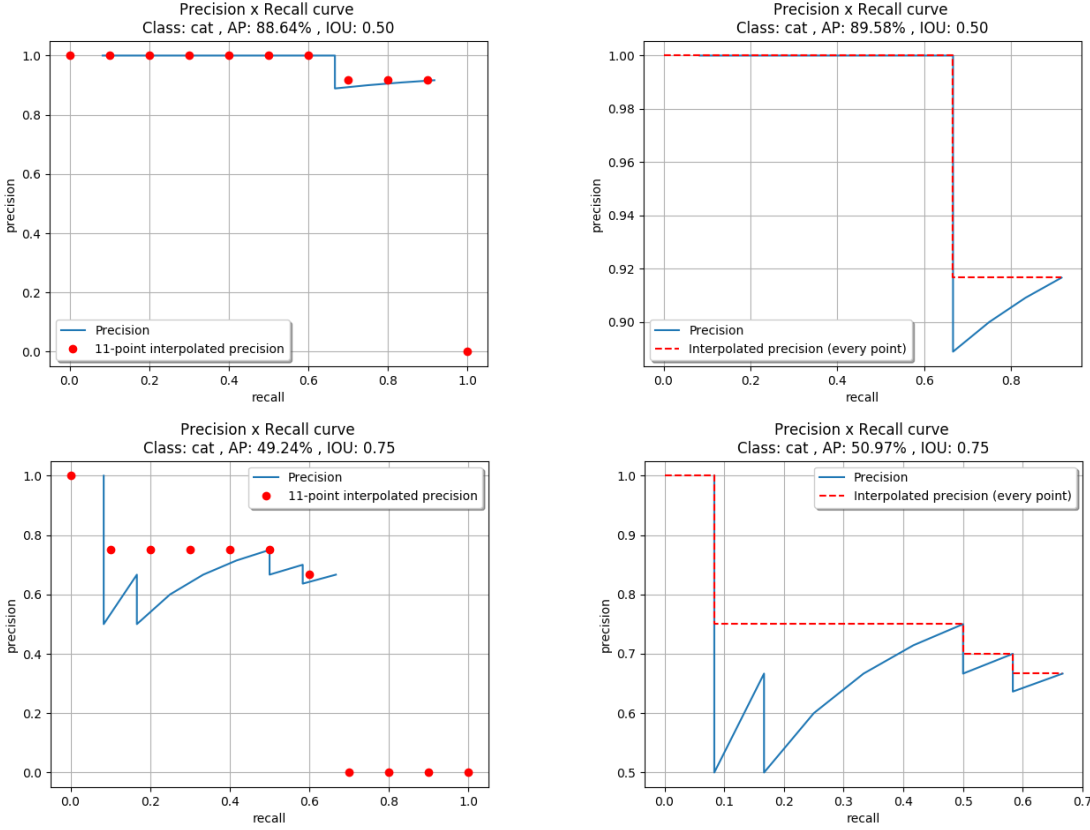 Precision x Recall curve
Class: cat , AP: 88.64% , IOU: 0.50
1.0
0.8
0.6
0.4
0.2
0.0
precision
Precision
11-point interpolated precision
0.0 0.2 0.4 0.6 0.8 1.0
recall
Precision x Recall curve
Class: cat , AP: 89.58% , IOU: 0.50
1.00
0.98
0.96
0.94
0.92
0.90
precision
Precision
Interpolated precision (every point)
0.0 0.2 0.4 0.6 0.8
recall
Precision x Recall curve
Class: cat , AP: 49.24% , IOU: 0.75
Precision
11-point interpolated precision
1.0
0.8
0.6
0.4
0.2
0.0
precision
0.0 0.2 0.4 0.6 0.8 1.0
recall
Precision x Recall curve
Class: cat , AP: 50.97% , IOU: 0.75
Precision
Interpolated precision (every point)
1.0
0.9
0.8
0.7
0.6
0.5
precision
0.0 0.1 0.2 0.3 0.4 0.5 0.6 0.7
recall